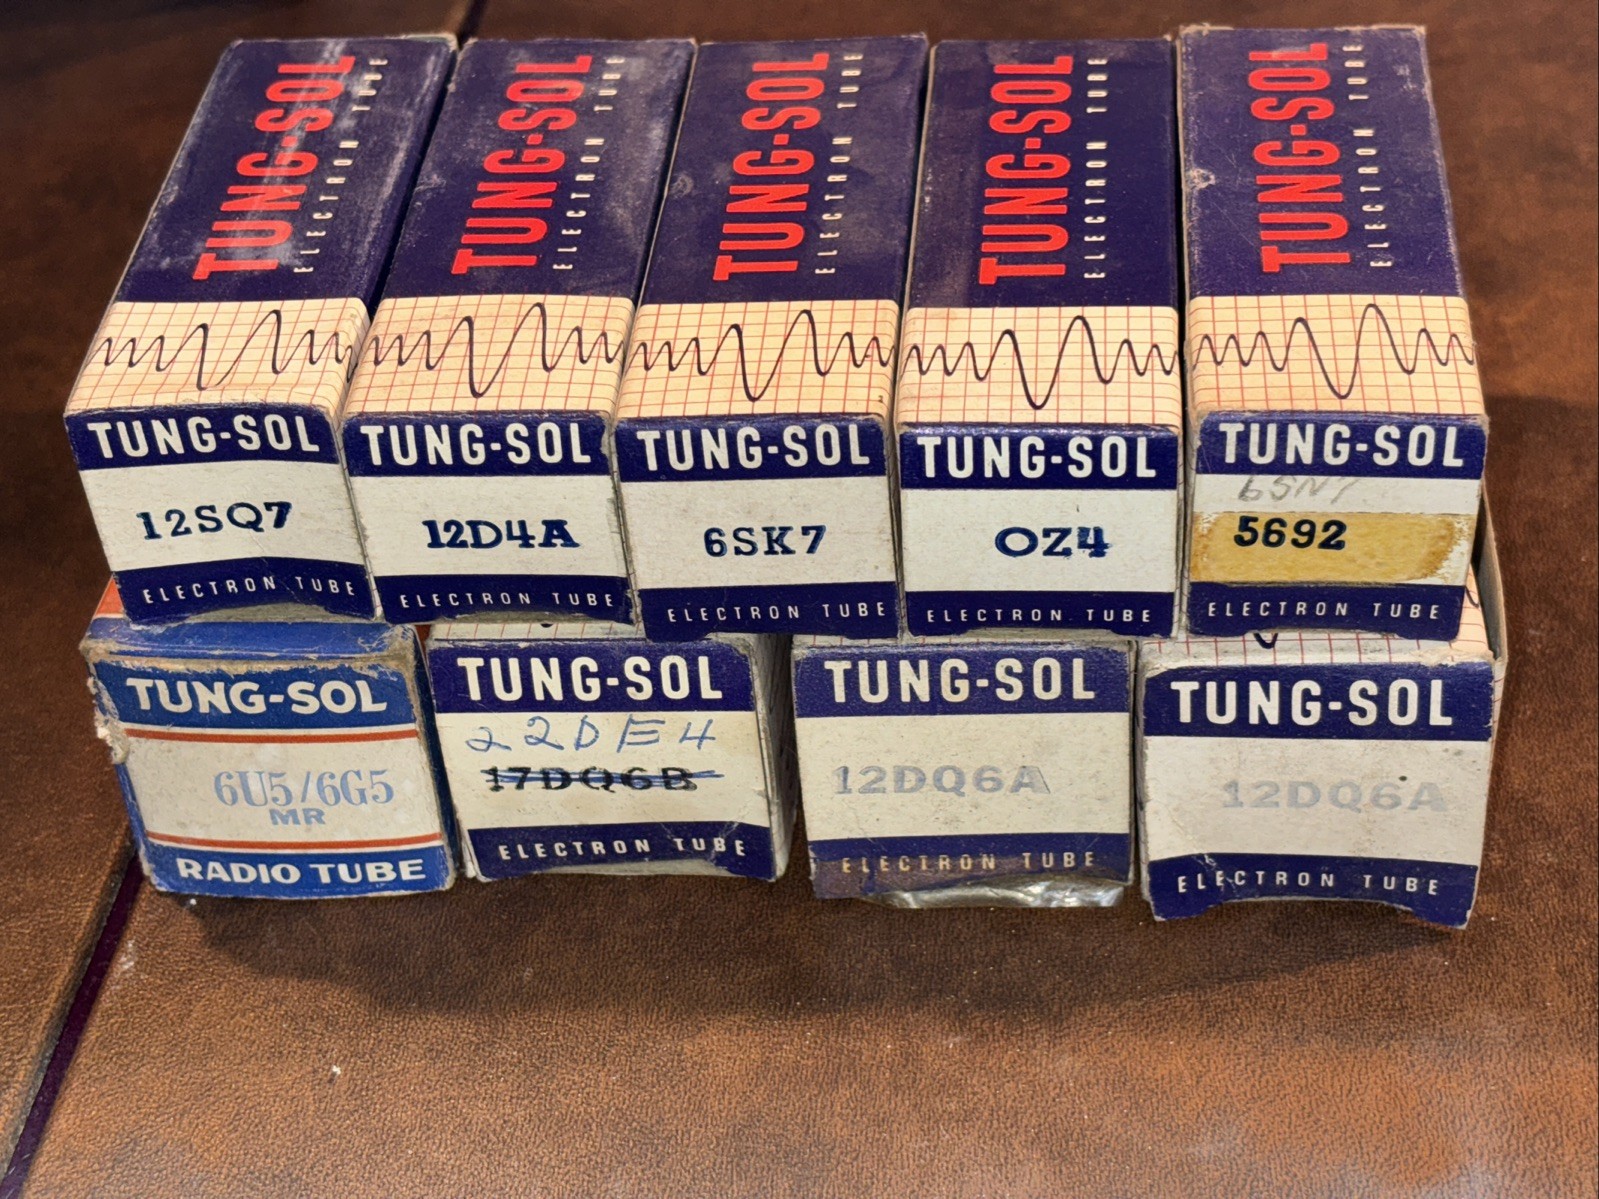 TUNG-SOL
ELECTRON TUBE
TUNG-SOL
ELECTRON TUBE
TUNG-SOL
ELECTRON TUBE
TUNG-SOL
ELECTRON TUBE
TUNG-SOL
ELECTRON TUBE
TUNG-SOL
12SQ7
ELECTRON TUBE
TUNG-SOL
12D4A
ELECTRON TUBE
TUNG-SOL
6SK7
ELECTRON TUBE
TUNG-SOL
OZ4
ELECTRON TUBE
TUNG-SOL
6SN7
5692
ELECTRON TUBE
TUNG-SOL
6U5/6G5
MR
RADIO TUBE
TUNG-SOL
22DE4
17DQ6B
ELECTRON TUBE
TUNG-SOL
12DQ6A
ELECTRON TUBE
TUNG-SOL
12DQ6A
ELECTRON TUBE